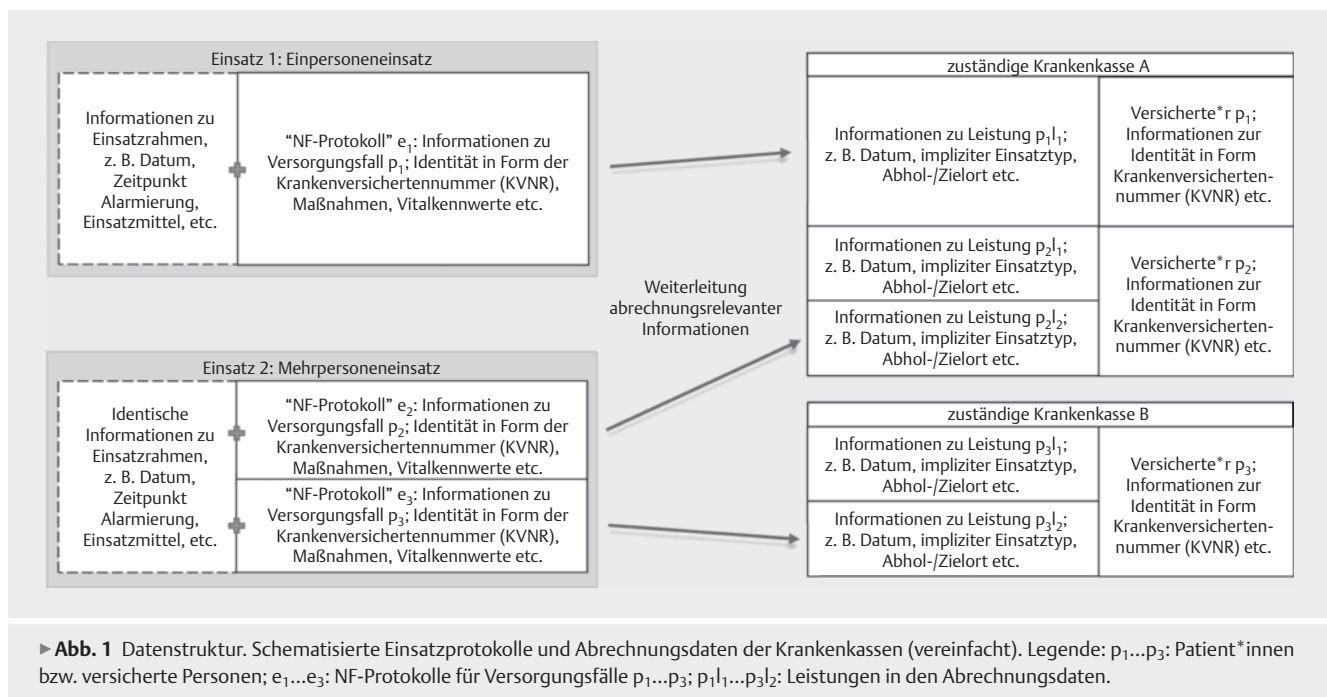 Einsatz 1: Einpersoneneinsatz
Informationen zu
Einsatzrahmen,
z. B. Datum,
Zeitpunkt
Alarmierung,
Einsatzmittel, etc.
“NF-Protokoll” e₁: Informationen zu
Versorgungsfall p₁; Identität in Form der
Krankenversichertennummer (KVNR),
Maßnahmen, Vitalkennwerte etc.
Einsatz 2: Mehrpersoneneinsatz
Identische
Informationen zu
Einsatzrahmen,
z. B. Datum,
Zeitpunkt
Alarmierung,
Einsatzmittel, etc.
“NF-Protokoll” e₂: Informationen zu
Versorgungsfall p₂; Identität in Form der
Krankenversichertennummer (KVNR),
Maßnahmen, Vitalkennwerte etc.
“NF-Protokoll” e₃: Informationen zu
Versorgungsfall p₃; Identität in Form der
Krankenversichertennummer (KVNR),
Maßnahmen, Vitalkennwerte etc.
Weiterleitung
abrechnungsrelevanter
Informationen
zuständige Krankenkasse A
Informationen zu Leistung p₁l₁;
z. B. Datum, impliziter Einsatztyp,
Abhol-/Zielort etc.
Versicherte*r p₁;
Informationen zur
Identität in Form
Krankenversicherten-
nummer (KVNR) etc.
Informationen zu Leistung p₂l₁;
z. B. Datum, impliziter Einsatztyp,
Abhol-/Zielort etc.
Informationen zu Leistung p₂l₂;
z. B. Datum, impliziter Einsatztyp,
Abhol-/Zielort etc.
Versicherte*r p₂;
Informationen zur
Identität in Form
Krankenversicherten-
nummer (KVNR) etc.
zuständige Krankenkasse B
Informationen zu Leistung p₃l₁;
z. B. Datum, impliziter Einsatztyp,
Abhol-/Zielort etc.
Informationen zu Leistung p₃l₂;
z. B. Datum, impliziter Einsatztyp,
Abhol-/Zielort etc.
Versicherte*r p₃;
Informationen zur
Identität in Form
Krankenversicherten-
nummer (KVNR) etc.
▶Abb. 1 Datenstruktur. Schematisierte Einsatzprotokolle und Abrechnungsdaten der Krankenkassen (vereinfacht). Legende: p₁...p₃: Patient*innen
bzw. versicherte Personen; e₁...e₃: NF-Protokolle für Versorgungsfälle p₁...p₃; p₁l₁...p₃l₂: Leistungen in den Abrechnungsdaten.